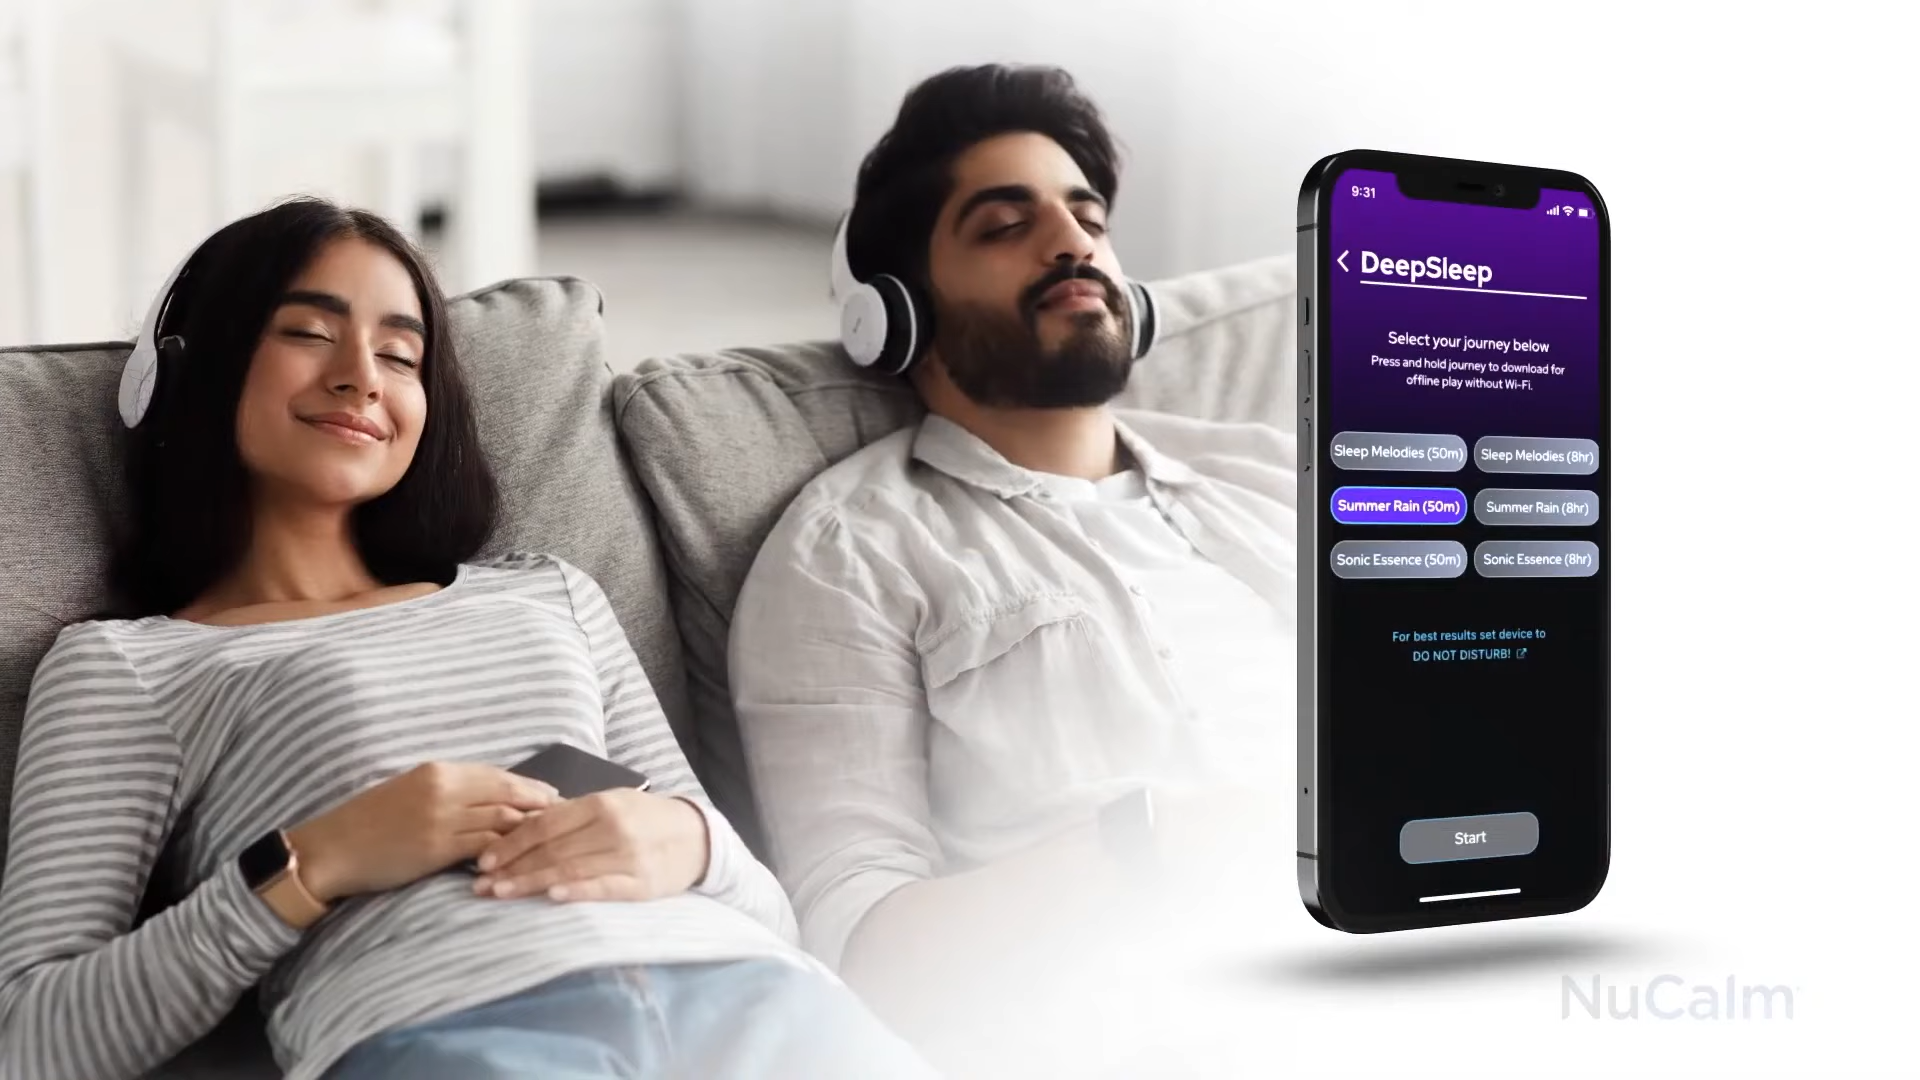 9:31
DeepSleep
Select your journey below
Press and hold journey to download for
offline play without Wi-Fi.
Sleep Melodies (50m)
Sleep Melodies (8hr)
Summer Rain (50m)
Summer Rain (8hr)
Sonic Essence (50m)
Sonic Essence (8hr)
For best results set device to
DO NOT DISTURB!
Start
NuCalm